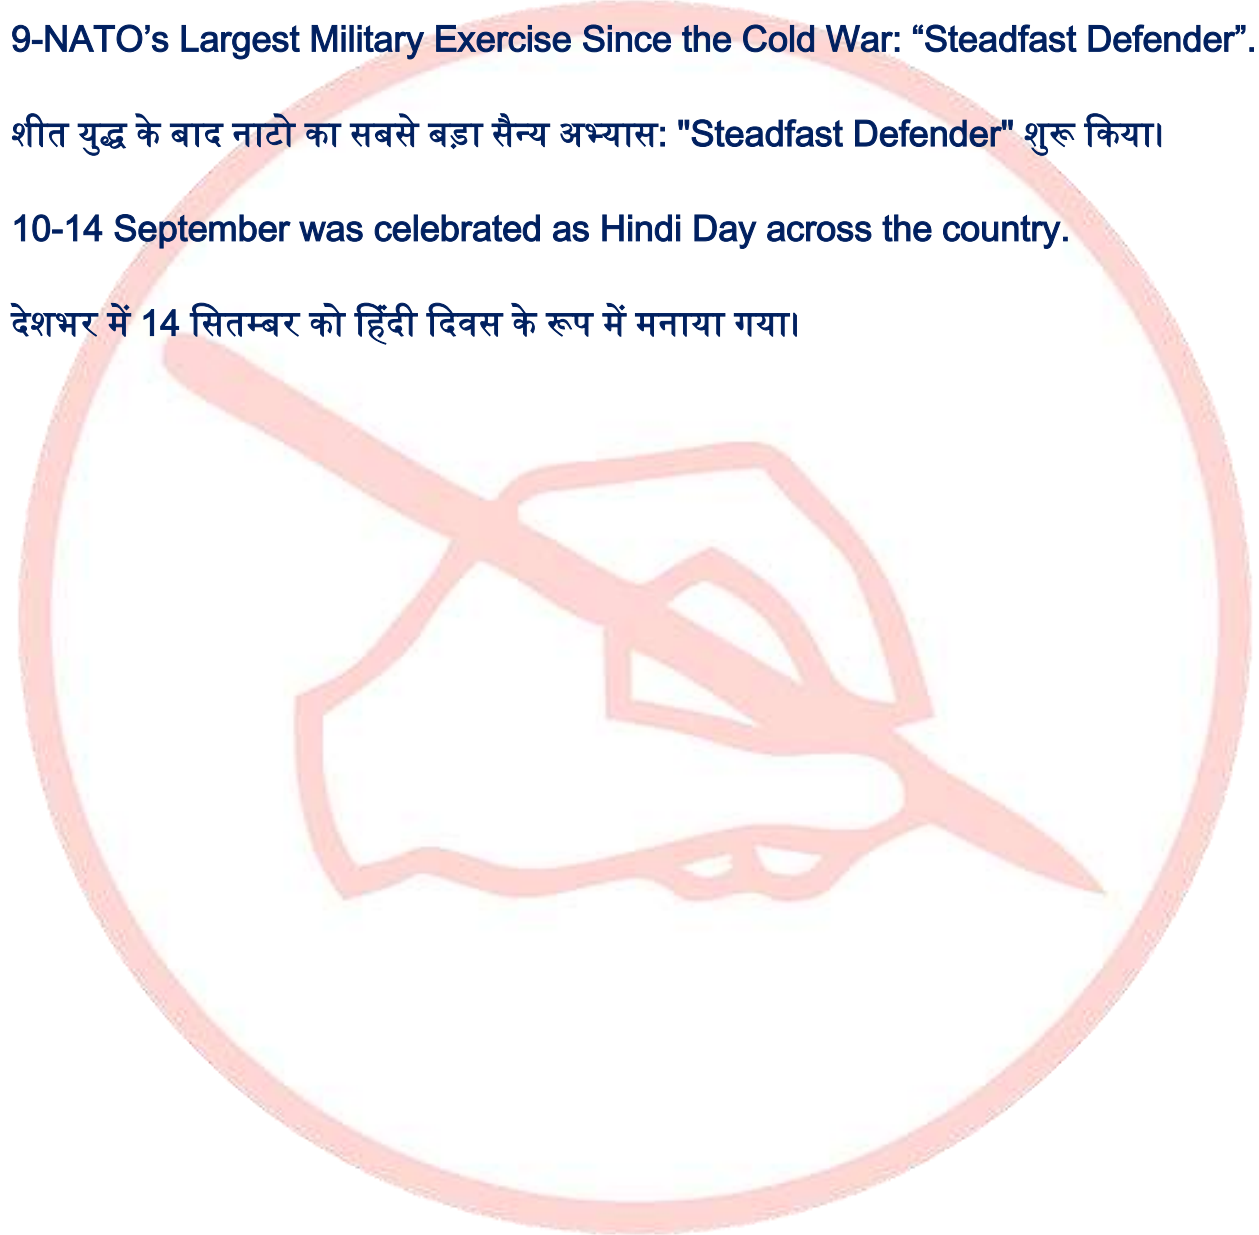 9-NATO’s Largest Military Exercise Since the Cold War: “Steadfast Defender”.
शीत युद्ध के बाद नाटो का सबसे बड़ा सैन्य अभ्यास: "Steadfast Defender" शुरू किया।
10-14 September was celebrated as Hindi Day across the country.
देशभर में 14 सितम्बर को हिंदी दिवस के रूप में मनाया गया।